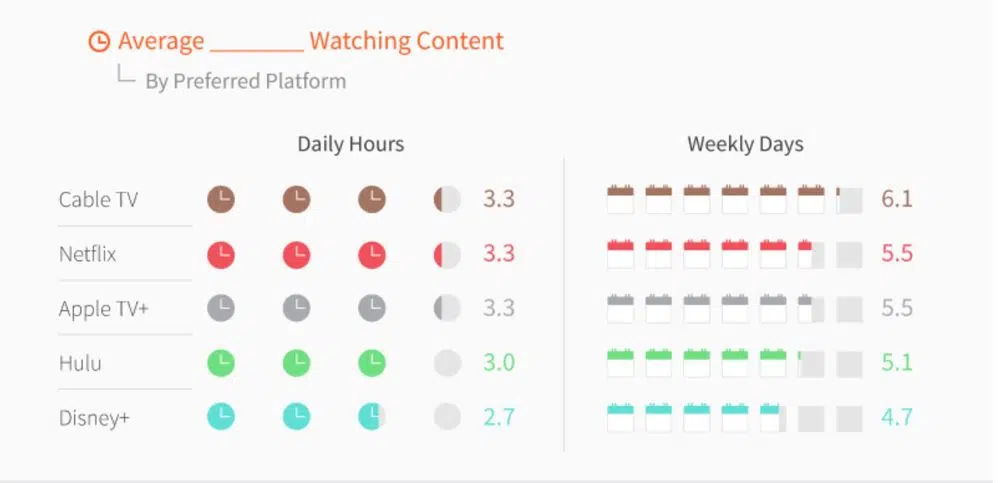 Average ________ Watching Content
By Preferred Platform
Daily Hours Weekly Days
Cable TV 3.3 6.1
Netflix 3.3 5.5
Apple TV+ 3.3 5.5
Hulu 3.0 5.1
Disney+ 2.7 4.7